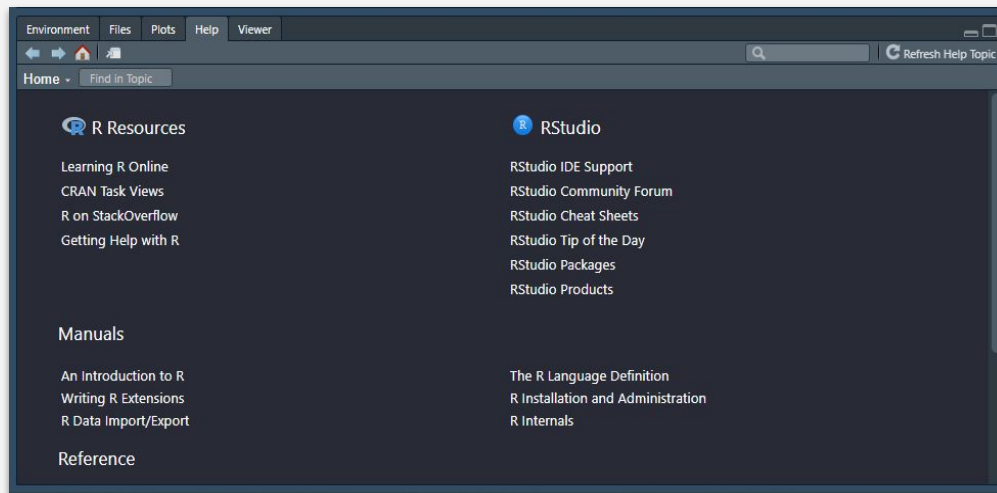 Environment Files Plots Help Viewer
Refresh Help Topic
Home Find in Topic
R Resources
Learning R Online
CRAN Task Views
R on StackOverflow
Getting Help with R
R RStudio
RStudio IDE Support
RStudio Community Forum
RStudio Cheat Sheets
RStudio Tip of the Day
RStudio Packages
RStudio Products
Manuals
An Introduction to R
Writing R Extensions
R Data Import/Export
The R Language Definition
R Installation and Administration
R Internals
Reference